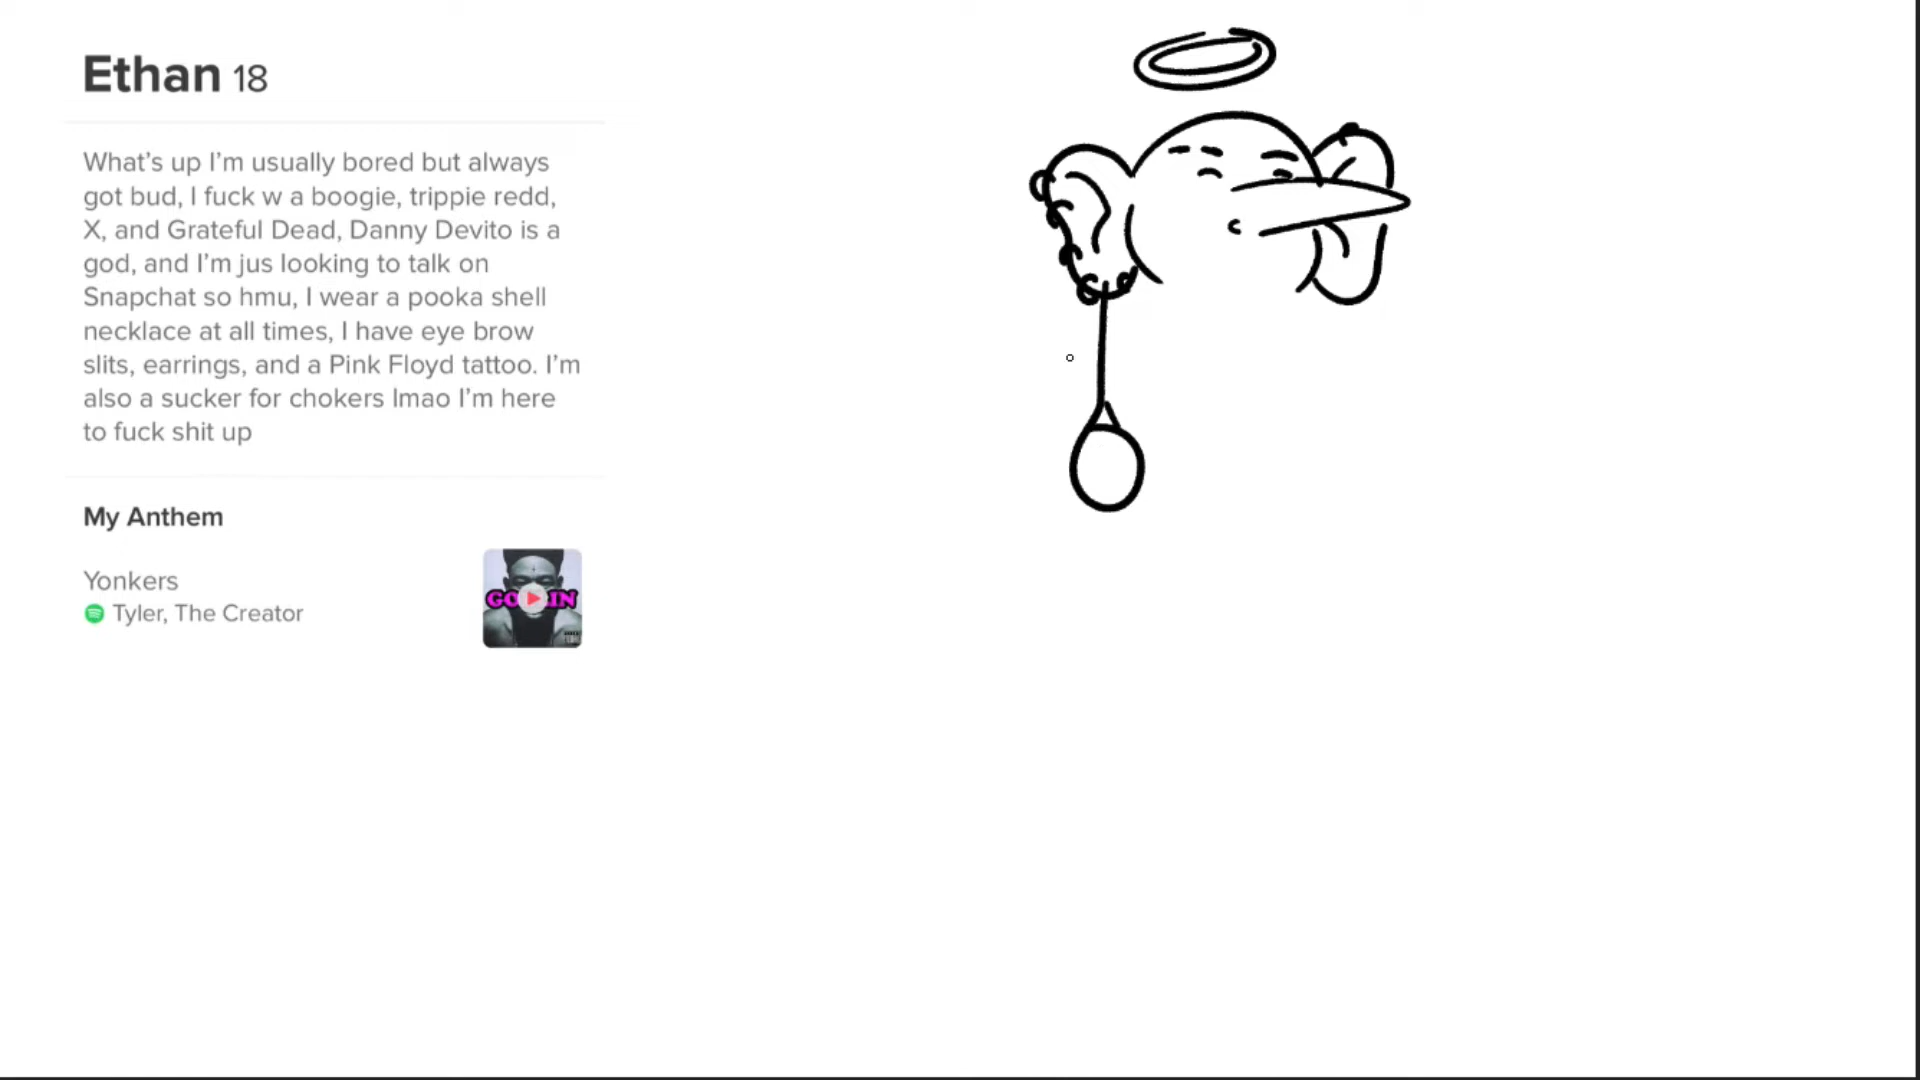 Ethan 18
What’s up I’m usually bored but always
got bud, I fuck w a boogie, trippie redd,
X, and Grateful Dead, Danny Devito is a
god, and I’m jus looking to talk on
Snapchat so hmu, I wear a pooka shell
necklace at all times, I have eye brow
slits, earrings, and a Pink Floyd tattoo. I’m
also a sucker for chokers lmao I’m here
to fuck shit up
My Anthem
Yonkers
Tyler, The Creator